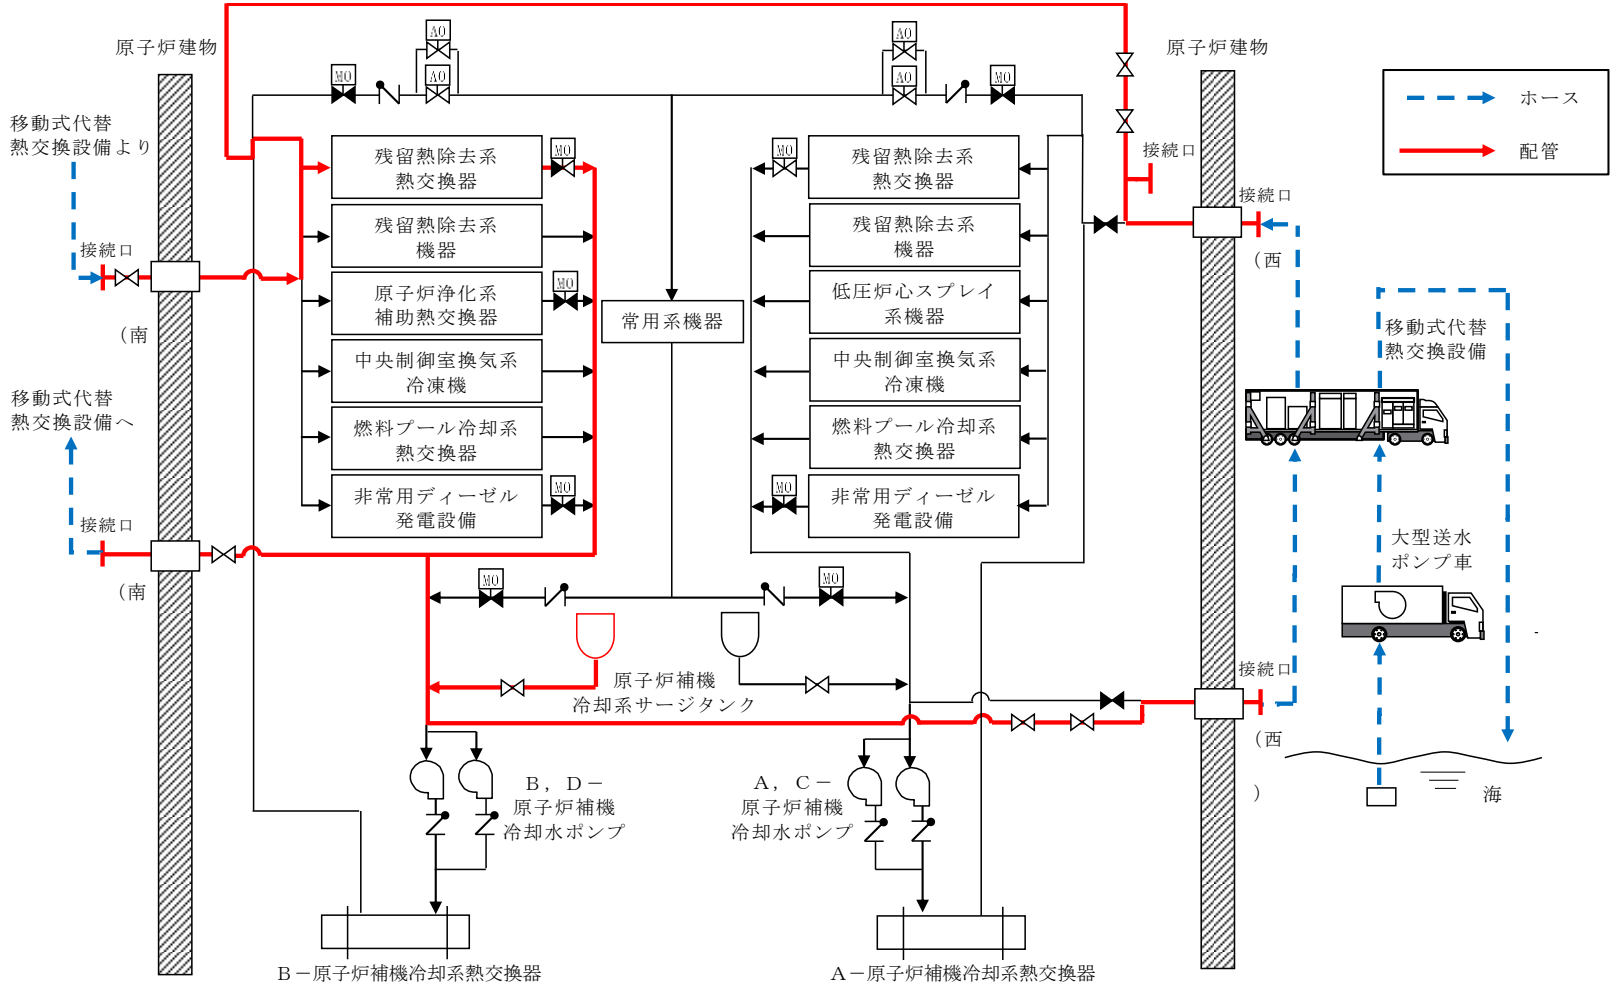 原子炉建物
移動式代替
熱交換設備より
接続口
(南
移動式代替
熱交換設備へ
接続口
(南
AO
AO
MO
AO
AO
MO
残留熱除去系
熱交換器
MO
残留熱除去系
機器
原子炉浄化系
補助熱交換器
MO
中央制御室換気系
冷凍機
燃料プール冷却系
熱交換器
非常用ディーゼル
発電設備
MO
常用系機器
MO
残留熱除去系
熱交換器
残留熱除去系
機器
低圧炉心スプレイ
系機器
中央制御室換気系
冷凍機
燃料プール冷却系
熱交換器
MO
非常用ディーゼル
発電設備
MO
MO
原子炉補機
冷却系サージタンク
B,D-
原子炉補機
冷却水ポンプ
A,C-
原子炉補機
冷却水ポンプ
B-原子炉補機冷却系熱交換器
A-原子炉補機冷却系熱交換器
原子炉建物
接続口
接続口
(西
接続口
(西
)
ホース
配管
移動式代替
熱交換設備
大型送水
ポンプ車
海